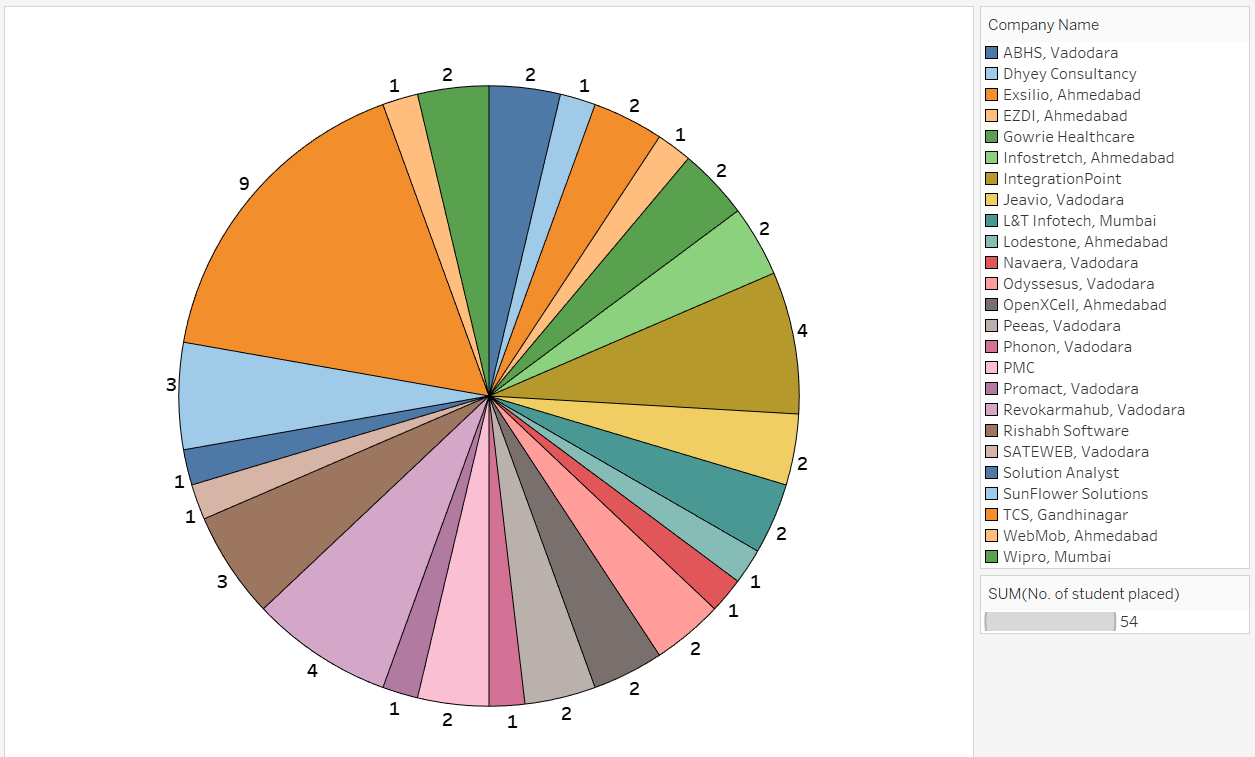 2
1
2
1
2
2
4
2
2
1
1
2
2
2
1
2
1
4
3
1
1
3
9
1
2
Company Name
ABHS, Vadodara
Dhyey Consultancy
Exsilio, Ahmedabad
EZDI, Ahmedabad
Gowrie Healthcare
Infostretch, Ahmedabad
IntegrationPoint
Jeavio, Vadodara
L&T Infotech, Mumbai
Lodestone, Ahmedabad
Navaera, Vadodara
Odyssesus, Vadodara
OpenXCell, Ahmedabad
Peeas, Vadodara
Phonon, Vadodara
PMC
Promact, Vadodara
Revokarmahub, Vadodara
Rishabh Software
SATEWEB, Vadodara
Solution Analyst
SunFlower Solutions
TCS, Gandhinagar
WebMob, Ahmedabad
Wipro, Mumbai
SUM(No. of student placed)
54